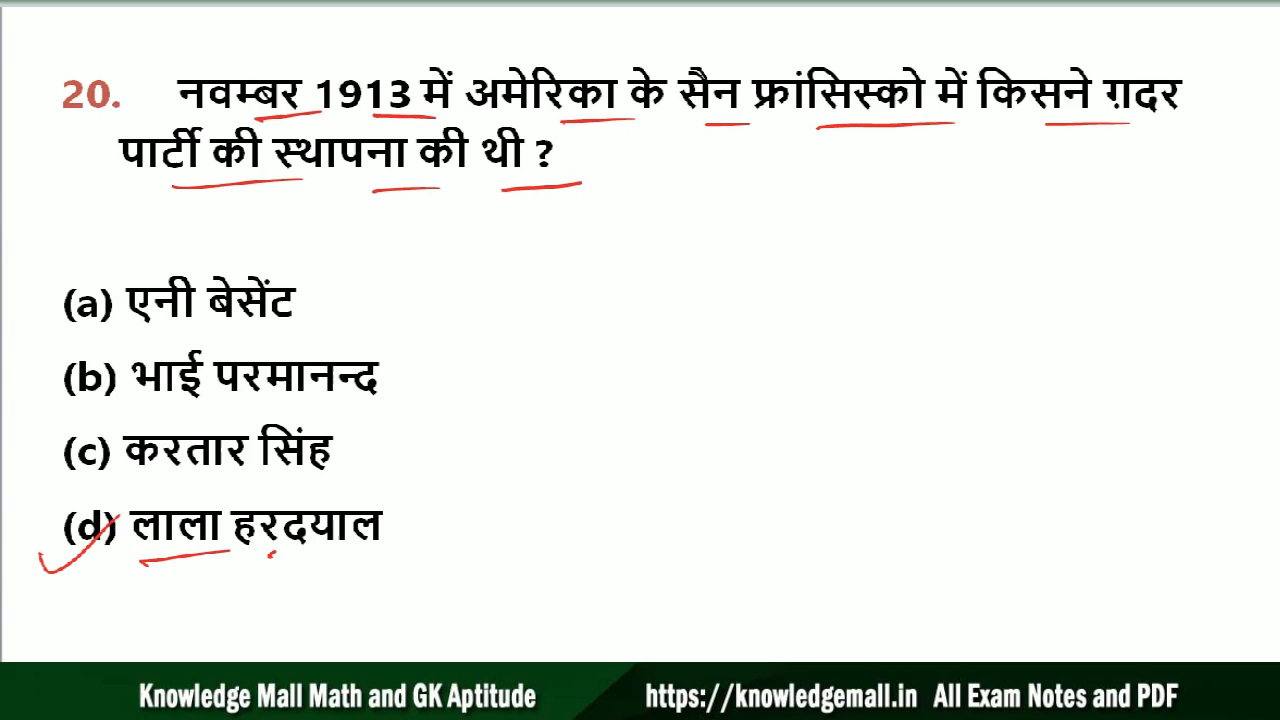 20. नवम्बर 1913 में अमेरिका के सैन फ्रांसिस्को में किसने ग़दर
पार्टी की स्थापना की थी ?
(a) एनी बेसेंट
(b) भाई परमानन्द
(c) करतार सिंह
(d) लाला हरदयाल
Knowledge Mall Math and GK Aptitude https://knowledgemall.in All Exam Notes and PDF